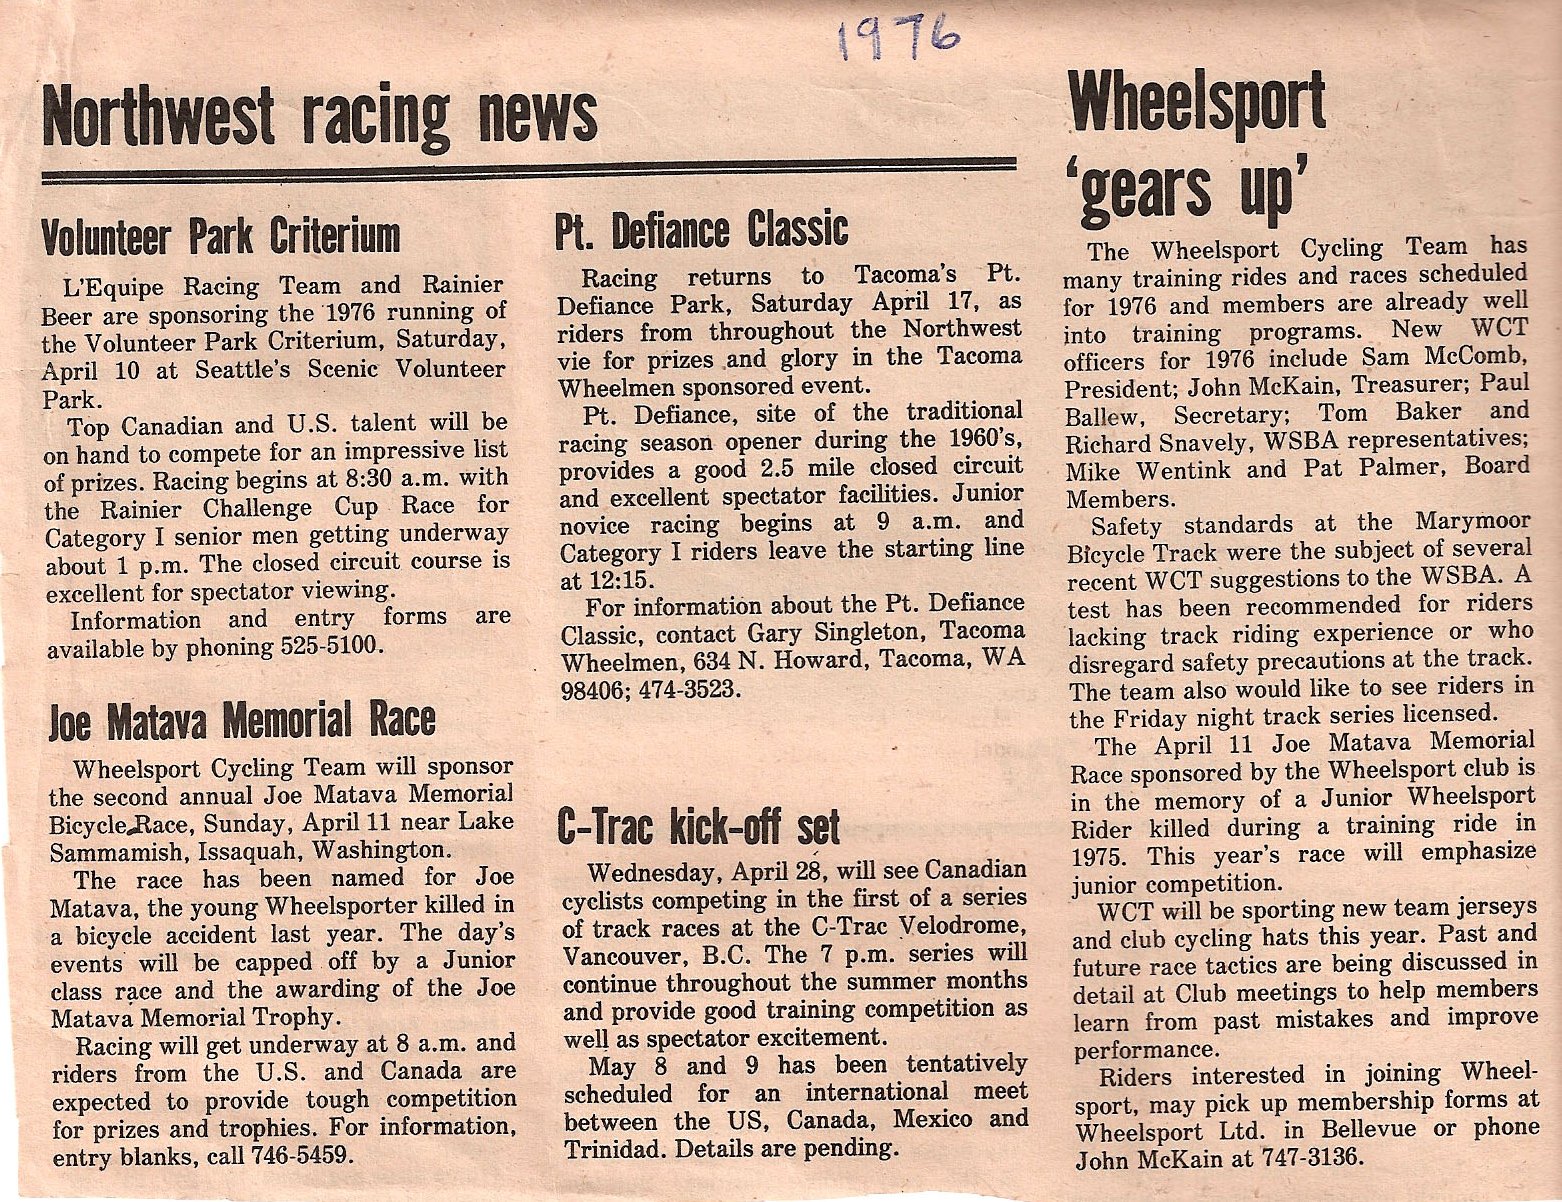 1976
Northwest racing news
Volunteer Park Criterium
L'Equipe Racing Team and Rainier
Beer are sponsoring the 1976 running of
the Volunteer Park Criterium, Saturday,
April 10 at Seattle's Scenic Volunteer
Park.
Top Canadian and U.S. talent will be
on hand to compete for an impressive list
of prizes. Racing begins at 8:30 a.m. with
the Rainier Challenge Cup Race for
Category I senior men getting underway
about 1 p.m. The closed circuit course is
excellent for spectator viewing.
Information and entry forms are
available by phoning 525-5100.
Joe Matava Memorial Race
Wheelsport Cycling Team will sponsor
the second annual Joe Matava Memorial
Bicycle Race, Sunday, April 11 near Lake
Sammamish, Issaquah, Washington.
The race has been named for Joe
Matava, the young Wheelsporter killed in
a bicycle accident last year. The day's
events will be capped off by a Junior
class race and the awarding of the Joe
Matava Memorial Trophy.
Racing will get underway at 8 a.m. and
riders from the U.S. and Canada are
expected to provide tough competition
for prizes and trophies. For information,
entry blanks, call 746-5459.
Pt. Defiance Classic
Racing returns to Tacoma's Pt.
Defiance Park, Saturday April 17, as
riders from throughout the Northwest
vie for prizes and glory in the Tacoma
Wheelmen sponsored event.
Pt. Defiance, site of the traditional
racing season opener during the 1960's,
provides a good 2.5 mile closed circuit
and excellent spectator facilities. Junior
novice racing begins at 9 a.m. and
Category I riders leave the starting line
at 12:15.
For information about the Pt. Defiance
Classic, contact Gary Singleton, Tacoma
Wheelmen, 634 N. Howard, Tacoma, WA
98406; 474-3523.
C-Trac kick-off set
Wednesday, April 28, will see Canadian
cyclists competing in the first of a series
of track races at the C-Trac Velodrome,
Vancouver, B.C. The 7 p.m. series will
continue throughout the summer months
and provide good training competition as
well as spectator excitement.
May 8 and 9 has been tentatively
scheduled for an international meet
between the US, Canada, Mexico and
Trinidad. Details are pending.
Wheelsport
'gears up'
The Wheelsport Cycling Team has
many training rides and races scheduled
for 1976 and members are already well
into training programs. New WCT
officers for 1976 include Sam McComb,
President; John McKain, Treasurer; Paul
Ballew, Secretary; Tom Baker and
Richard Snavely, WSBA representatives;
Mike Wentink and Pat Palmer, Board
Members.
Safety standards at the Marymoor
Bicycle Track were the subject of several
recent WCT suggestions to the WSBA. A
test has been recommended for riders
lacking track riding experience or who
disregard safety precautions at the track.
The team also would like to see riders in
the Friday night track series licensed.
The April 11 Joe Matava Memorial
Race sponsored by the Wheelsport club is
in the memory of a Junior Wheelsport
Rider killed during a training ride in
1975. This year's race will emphasize
junior competition.
WCT will be sporting new team jerseys
and club cycling hats this year. Past and
future race tactics are being discussed in
detail at Club meetings to help members
learn from past mistakes and improve
performance.
Riders interested in joining Wheel-
sport, may pick up membership forms at
Wheelsport Ltd. in Bellevue or phone
John McKain at 747-3136.